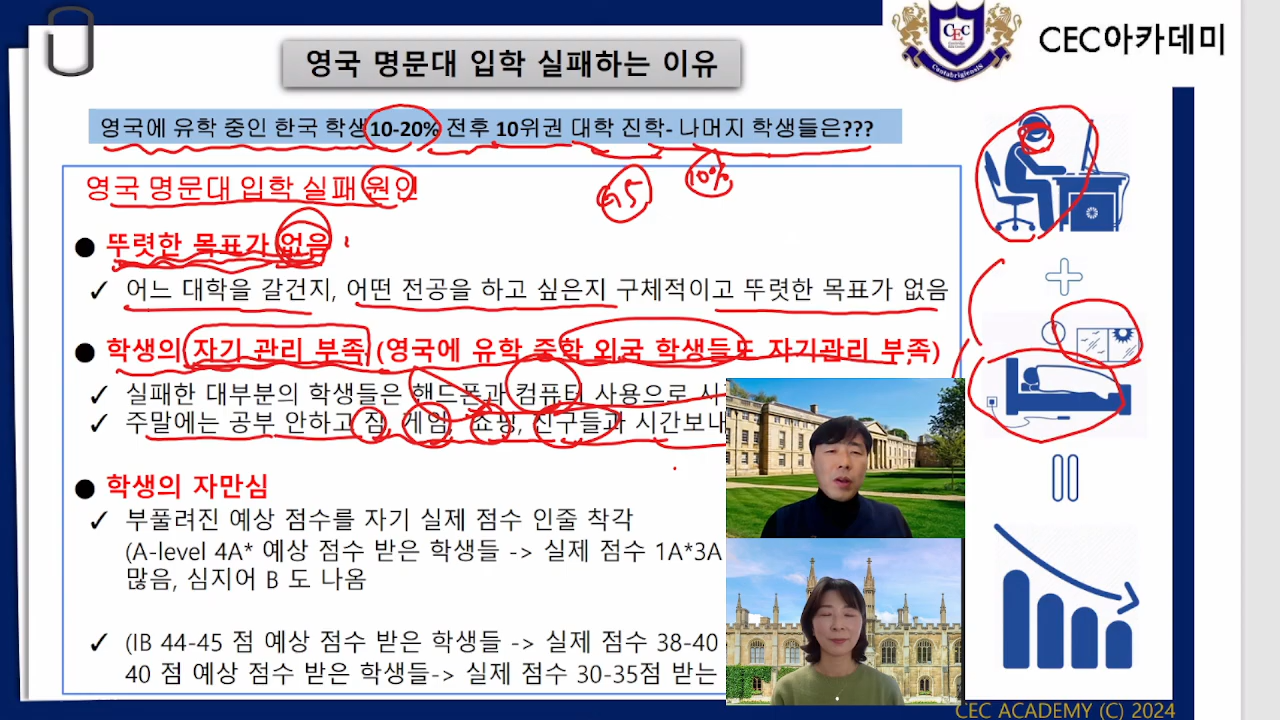 CEC아카데미
CEC
영국 명문대 입학 실패하는 이유
영국에 유학 중인 한국 학생 10-20% 전후 10위권 대학 진학- 나머지 학생들은???
영국 명문대 입학 실패 원인
10%
● 뚜렷한 목표가 없음
✓ 어느 대학을 갈건지, 어떤 전공을 하고 싶은지 구체적이고 뚜렷한 목표가 없음
● 학생의 자기 관리 부족 (영국에 유학 중학 외국 학생들도 자기관리 부족)
✓ 실패한 대부분의 학생들은 핸드폰과 컴퓨터 사용으로 시
✓ 주말에는 공부 안하고 잠, 게임, 쇼핑, 친구들과 시간보내
● 학생의 자만심
✓ 부풀려진 예상 점수를 자기 실제 점수 인줄 착각
(A-level 4A* 예상 점수 받은 학생들 -> 실제 점수 1A*3A
많음, 심지어 B 도 나옴
✓ (IB 44-45 점 예상 점수 받은 학생들 -> 실제 점수 38-40
40 점 예상 점수 받은 학생들-> 실제 점수 30-35점 받는
CEC ACADEMY (C) 2024